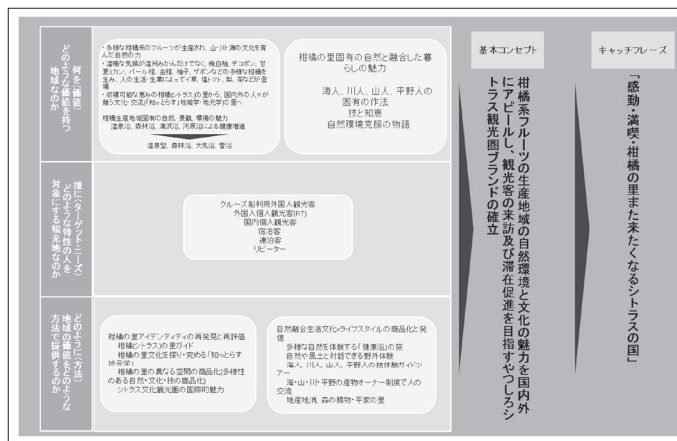 何を（価値）
どのような価値を持つ
地域なのか
・多様な柑橘系のフルーツが生産され、山・川・海の文化を育
んだ自然の力
・温暖な気候が温州みかんだけでなく、晩白柚、デコポン、甘
夏ミカン、パール柑、金柑、柚子、ザボンなどの多様な柑橘を
生み、人の生活・生業によってイ草、塩トマト、梨、茶などが登
場
・収穫可能な恵みの柑橘(シトラス)の里から、国内外の人々が
憩う文化・交流「知っとらす」地域学・地元学」の里へ
柑橘生産地域固有の自然、景観、環境の魅力
温泉浴、森林浴、滝沢浴、河原浴による健康増進
温泉聖、森林浴、大気浴、雪浴
柑橘の里固有の自然と融合した暮
らしの魅力
海人、川人、山人、平野人の
固有の作法
技と知恵
自然環境克服の物語
誰に（ターゲット・ニーズ）
どのような特性の人を
対象にする観光地なのか
クルーズ船利用外国人観光客
外国人個人観光客(FIT)
国内個人観光客
宿泊客
連泊客
リピーター
どのように（方法）
地域の価値をどのような
方法で提供するのか
柑橘の里アイデンティティの再発見と再評価
柑橘(シトラス)の里ガイド
柑橘の里文化を探り・究める「知っとらす
地元学」
柑橘の里の異なる空間の商品化(多様性
のある自然・文化・技の商品化)
シトラス文化観光圏の国際的魅力
自然融合生活文化=ライフスタイルの商品化と発
信
多様な自然を体験する「健康浴」の旅
自然や風土と対話できる野外体験
海人、川人、山人、平野人の技体験ガイドツ
アー
海・山・川・平野の産物オーナー制度で人の
交流
地産地消、森の賜物・平家の里
基本コンセプト
柑橘系フルーツの生産地域の自然環境と文化の魅力を国内外
にアピールし、観光客の来訪及び滞在促進を目指すやつしろシ
トラス観光圏ブランドの確立
キャッチフレーズ
「感動・満喫・柑橘の里また来たくなるシトラスの国」